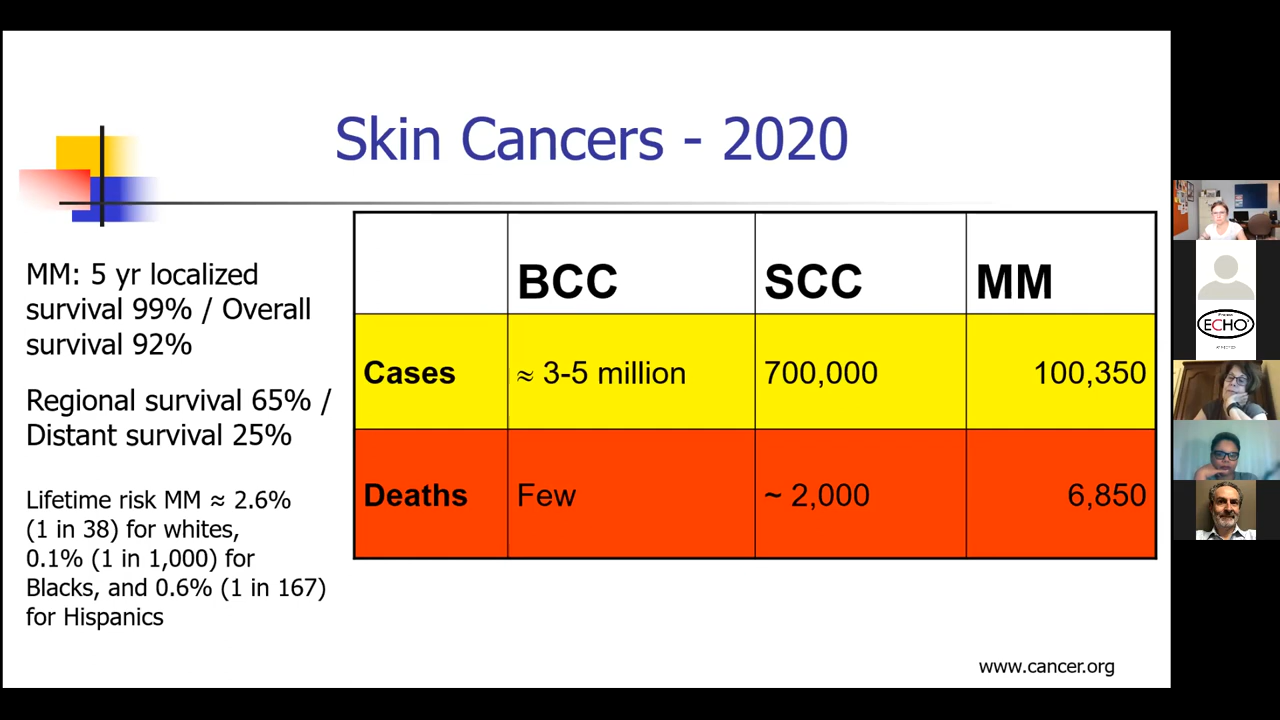 Skin Cancers - 2020
MM: 5 yr localized
survival 99% / Overall
survival 92%
Regional survival 65% /
Distant survival 25%
Lifetime risk MM ≈ 2.6%
(1 in 38) for whites,
0.1% (1 in 1,000) for
Blacks, and 0.6% (1 in 167)
for Hispanics
BCC SCC MM
Cases ≈ 3-5 million 700,000 100,350
Deaths Few ~ 2,000 6,850
www.cancer.org
ECHO